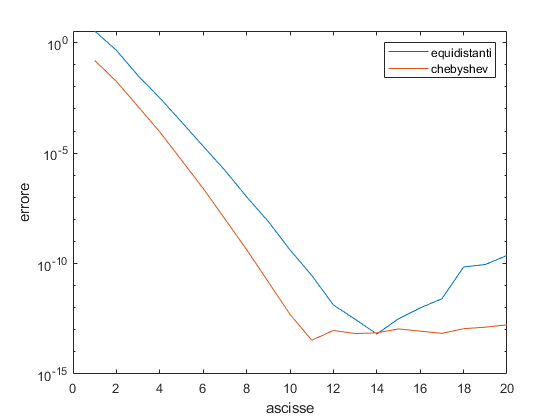 equidistanti
chebyshev
10^0
10^-5
10^-10
10^-15
errore
0 2 4 6 8 10 12 14 16 18 20
ascisse